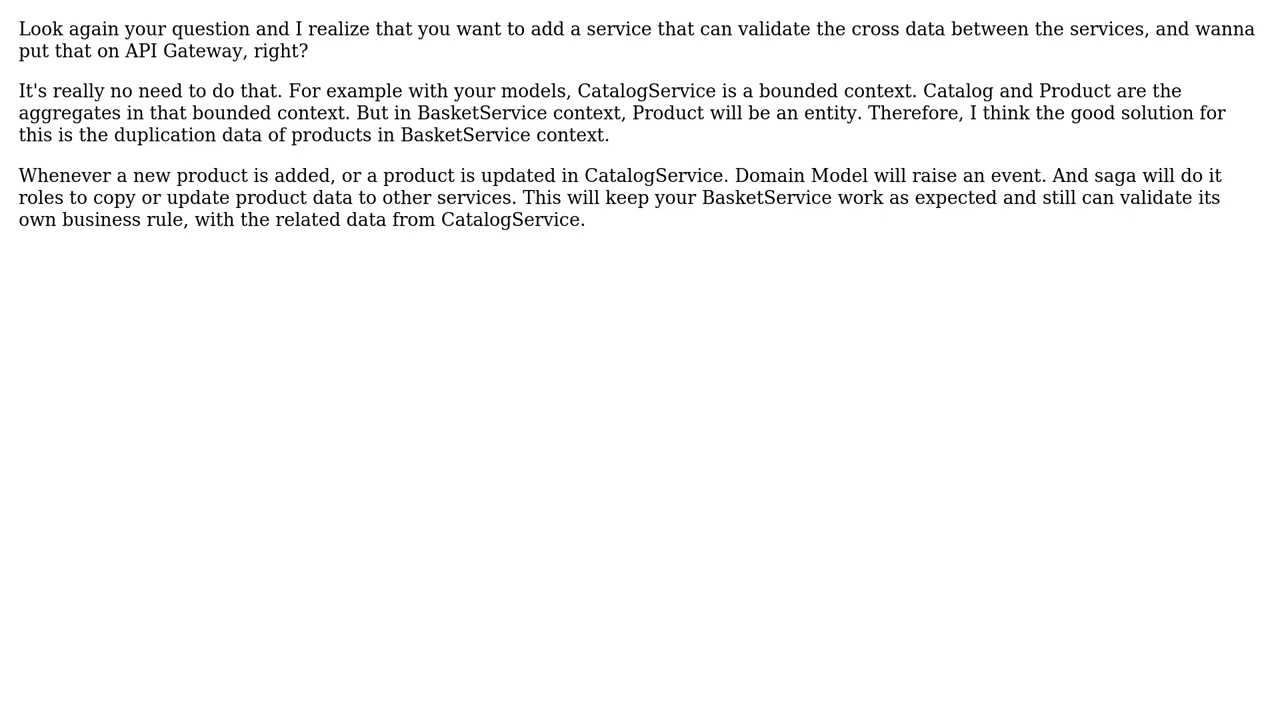 Look again your question and I realize that you want to add a service that can validate the cross data between the services, and wanna
put that on API Gateway, right?
It's really no need to do that. For example with your models, CatalogService is a bounded context. Catalog and Product are the
aggregates in that bounded context. But in BasketService context, Product will be an entity. Therefore, I think the good solution for
this is the duplication data of products in BasketService context.
Whenever a new product is added, or a product is updated in CatalogService. Domain Model will raise an event. And saga will do it
roles to copy or update product data to other services. This will keep your BasketService work as expected and still can validate its
own business rule, with the related data from CatalogService.